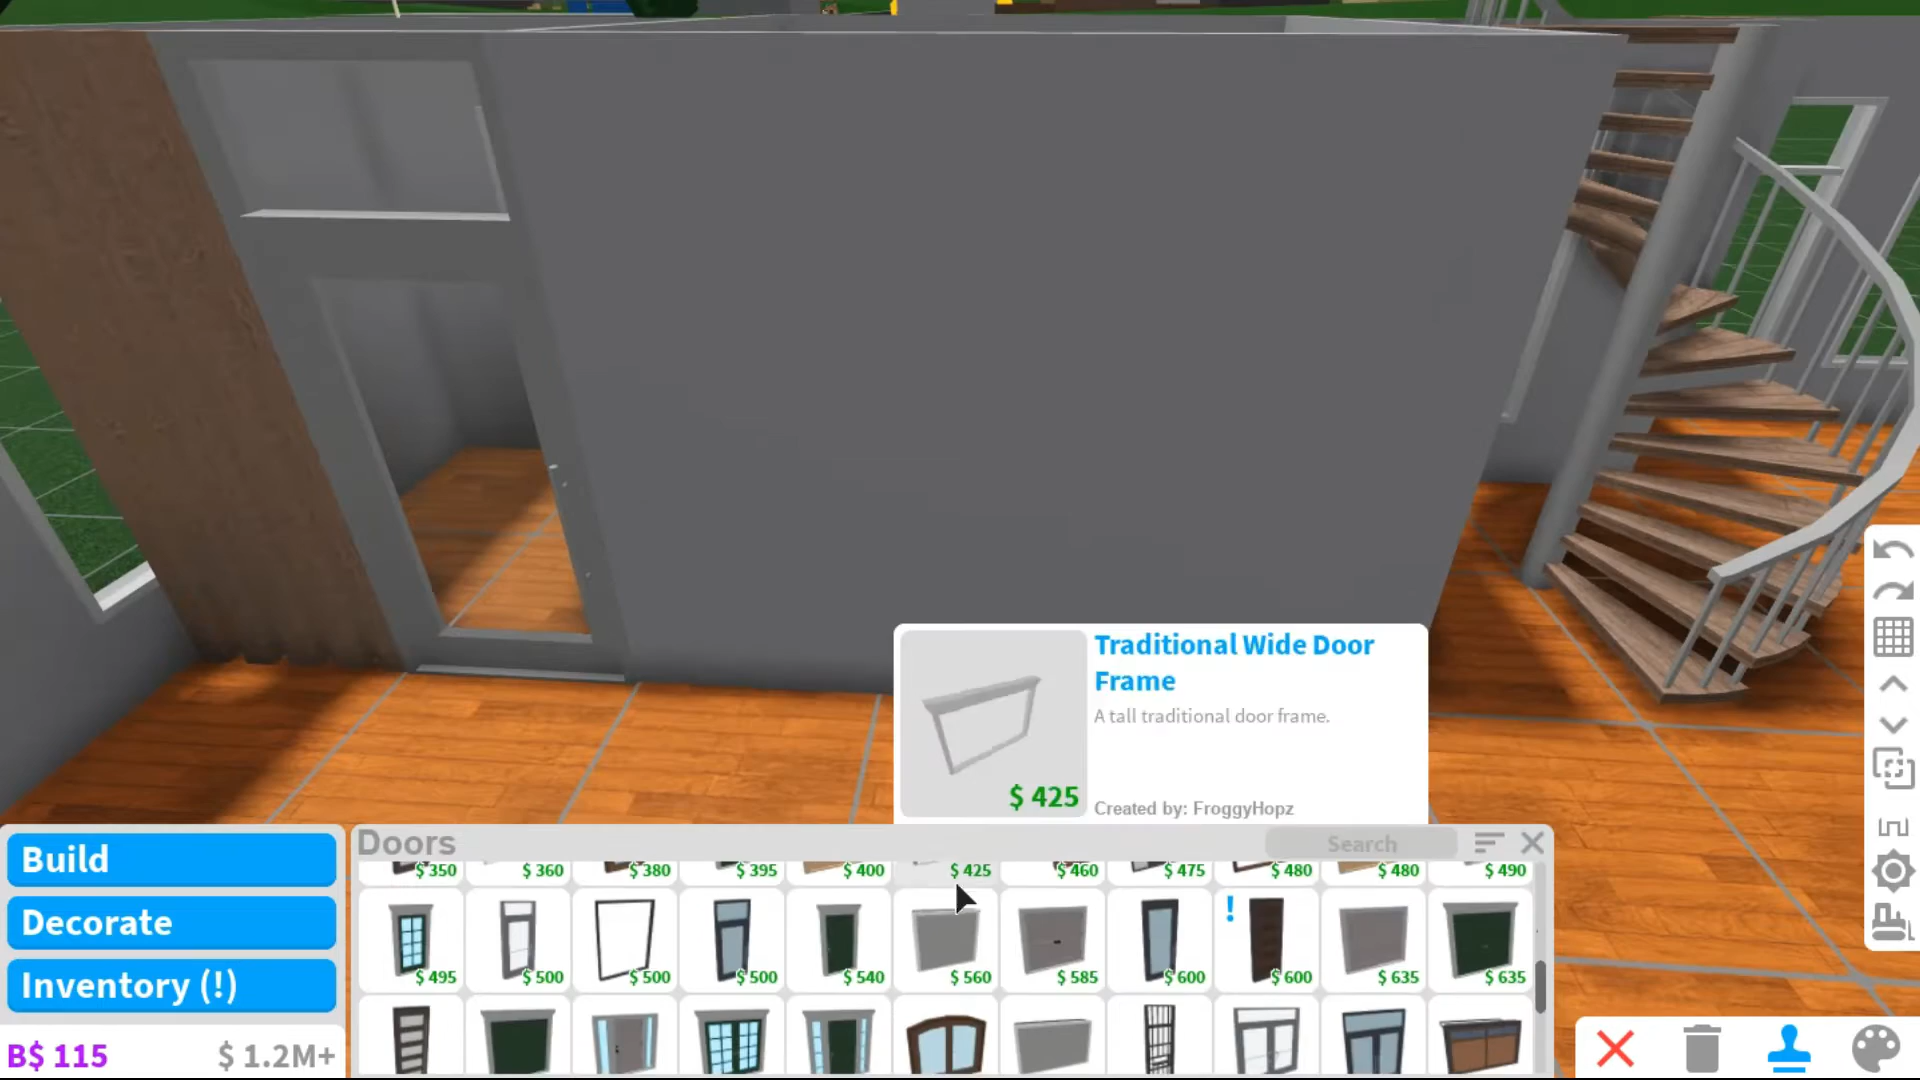 Traditional Wide Door
Frame
A tall traditional door frame.
$ 425
Created by: FroggyHopz
Build
Decorate
Inventory (!)
B$ 115
$ 1.2M+
Doors
Search
$ 350
$ 360
$ 380
$ 395
$ 400
$ 425
$ 460
$ 475
$ 480
$ 480
$ 490
!
$ 495
$ 500
$ 500
$ 500
$ 540
$ 560
$ 585
$ 600
$ 600
$ 635
$ 635